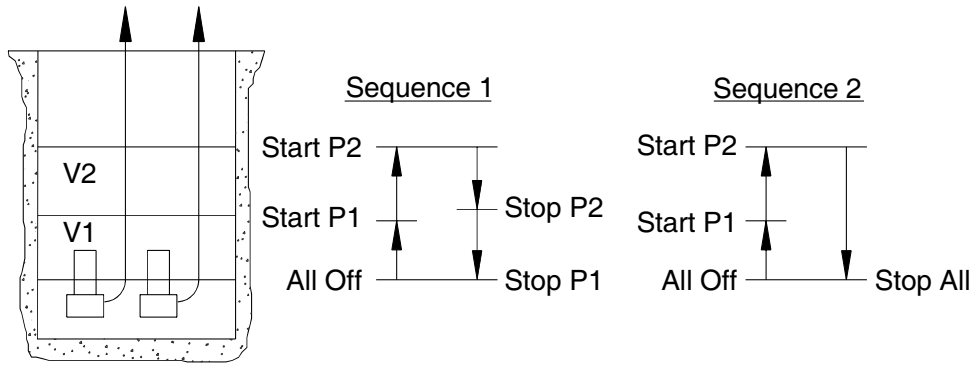 V2
V1
Sequence 1
Start P2
Start P1
Stop P2
All Off
Stop P1
Sequence 2
Start P2
Start P1
All Off
Stop All